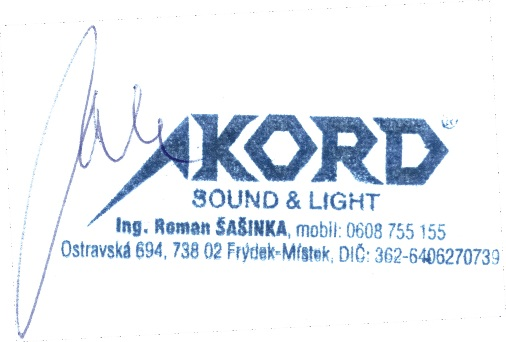 AKORD
SOUND & LIGHT
Ing. Roman ŠAŠINKA, mobil: 0608 755 155
Ostravská 694, 738 02 Frýdek-Místek, DIČ: 362-6406270739